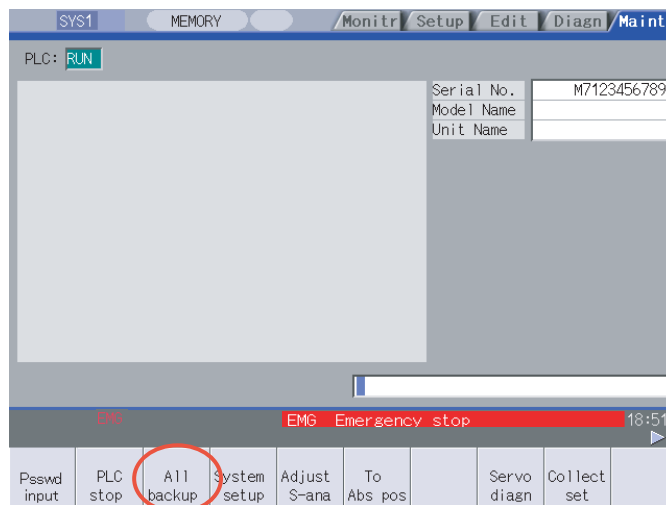 SYS1 MEMORY Monitr Setup Edit Diagn Maint
PLC: RUN
Serial No. M7123456789
Model Name
Unit Name
EMG EMG Emergency stop 18:51
Psswd input PLC stop All backup System setup Adjust S-ana To Abs pos Servo diagn Collect set